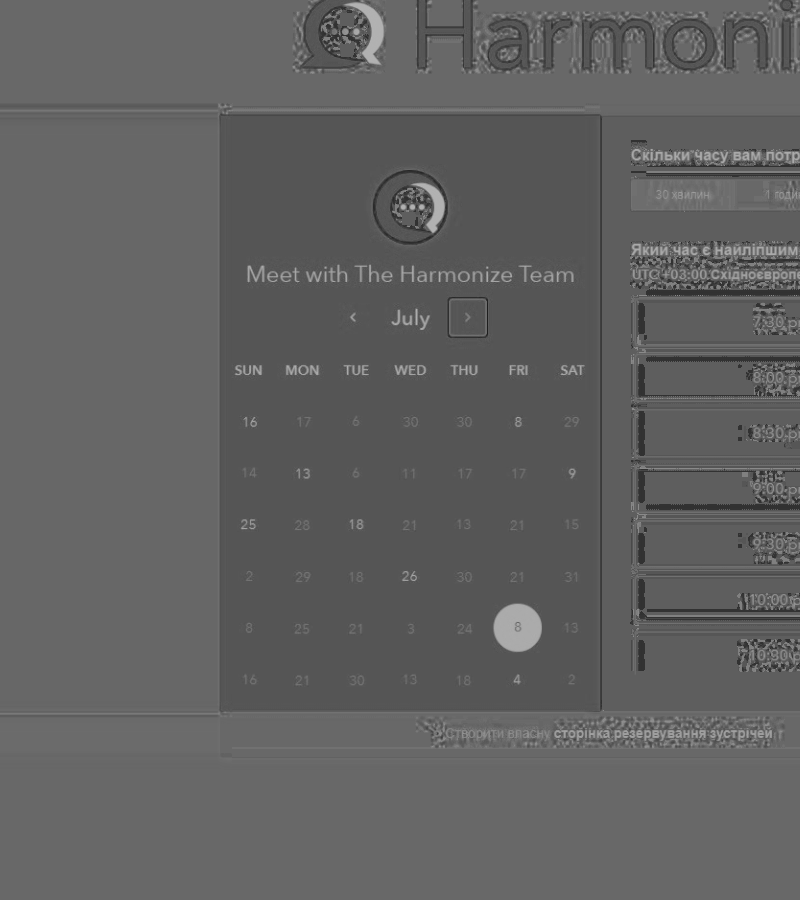 Harmoni
Скільки часу вам потр
30 хвилин
1 годин
Meet with The Harmonize Team
July
Який час є найліпшим
UTC +03:00 Східноєвропе
SUN MON TUE WED THU FRI SAT
16 17 6 30 30 8 29
14 13 6 11 17 17 9
25 28 18 21 13 21 15
2 29 18 26 30 21 31
8 25 21 3 24 8 13
16 21 30 13 18 4 2
7:30 p
8:00 p
8:30 p
9:00 p
9:30 p
10:00 p
Створити власну сторінка резервування зустрічей